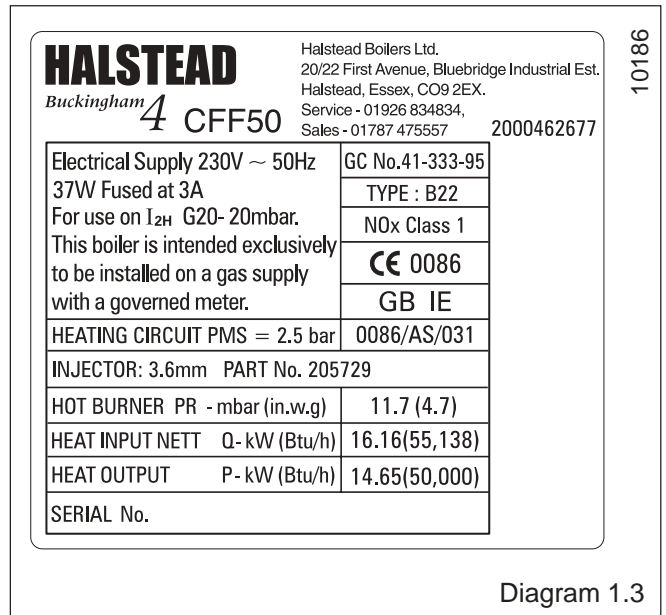 HALSTEAD
Buckingham 4 CFF50
Halstead Boilers Ltd.
20/22 First Avenue, Bluebridge Industrial Est.
Halstead, Essex, CO9 2EX.
Service - 01926 834834,
Sales - 01787 475557
2000462677
10186
Electrical Supply 230V ~ 50Hz
37W Fused at 3A
For use on I2H G20- 20mbar.
This boiler is intended exclusively
to be installed on a gas supply
with a governed meter.
GC No.41-333-95
TYPE : B22
NOx Class 1
CE 0086
GB IE
HEATING CIRCUIT PMS = 2.5 bar 0086/AS/031
INJECTOR: 3.6mm PART No. 205729
HOT BURNER PR - mbar (in.w.g) 11.7 (4.7)
HEAT INPUT NETT Q- kW (Btu/h) 16.16(55,138)
HEAT OUTPUT P- kW (Btu/h) 14.65(50,000)
SERIAL No.
Diagram 1.3